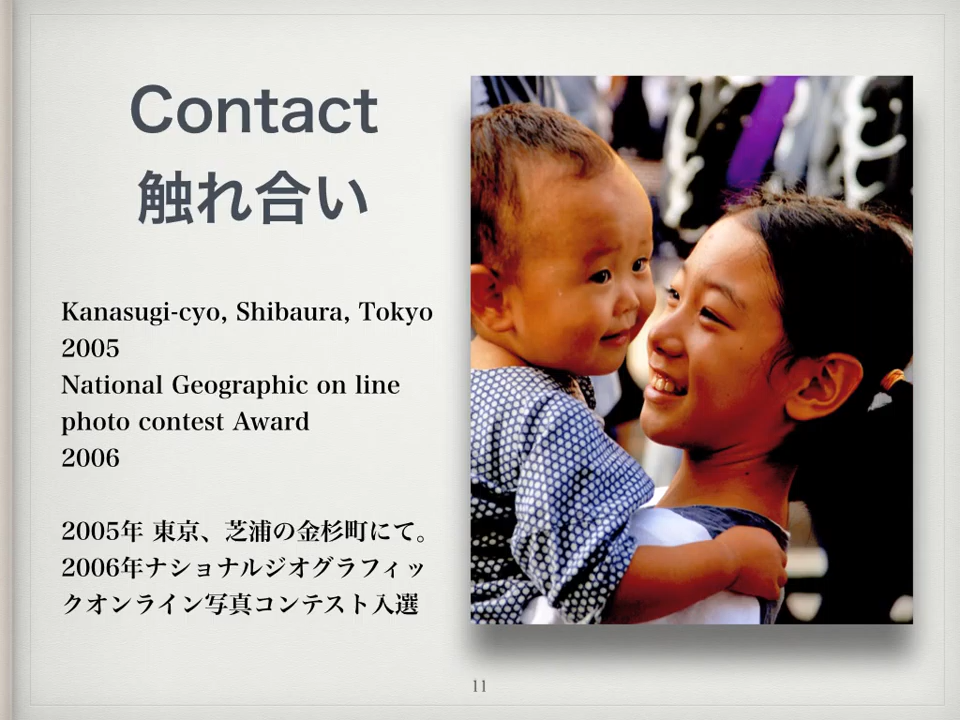 Contact
触れ合い
Kanasugi-cyo, Shibaura, Tokyo
2005
National Geographic on line
photo contest Award
2006
2005年 東京、芝浦の金杉町にて。
2006年ナショナルジオグラフィッ
クオンライン写真コンテスト入選
11